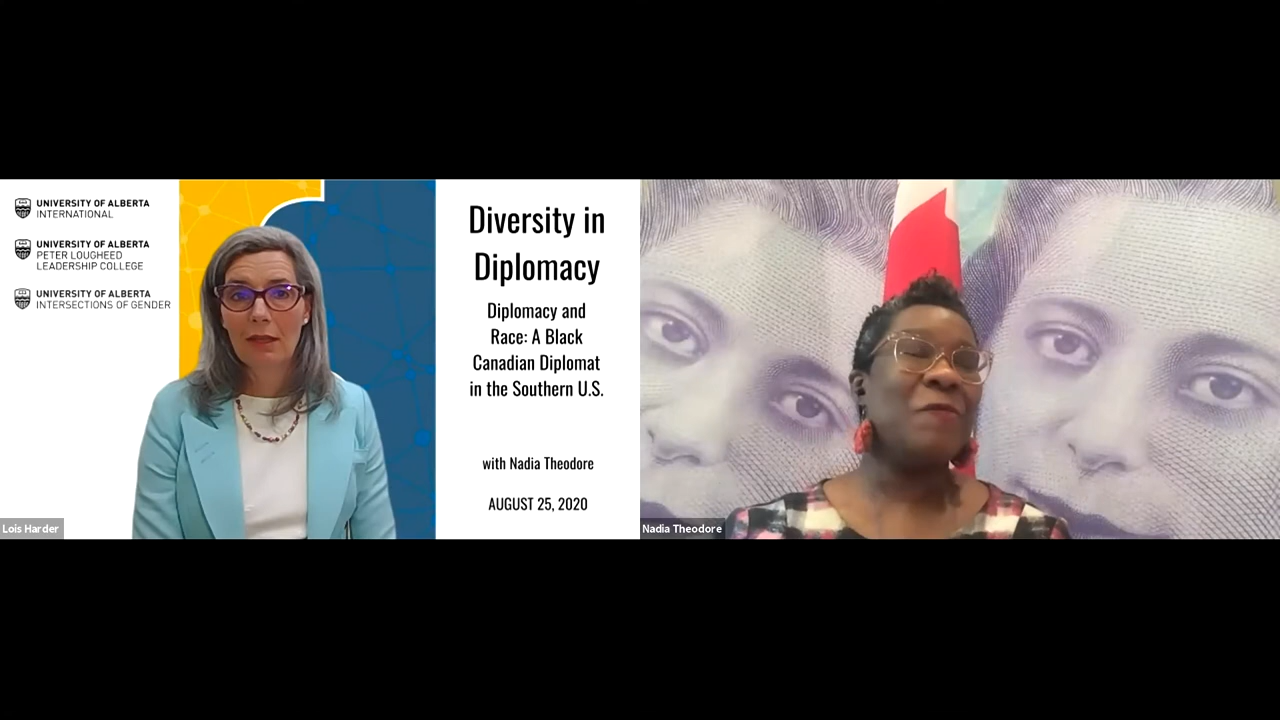 UNIVERSITY OF ALBERTA
INTERNATIONAL
UNIVERSITY OF ALBERTA
PETER LOUGHEED
LEADERSHIP COLLEGE
UNIVERSITY OF ALBERTA
INTERSECTIONS OF GENDER
Diversity in
Diplomacy
Diplomacy and
Race: A Black
Canadian Diplomat
in the Southern U.S.
with Nadia Theodore
AUGUST 25, 2020
Lois Harder
Nadia Theodore